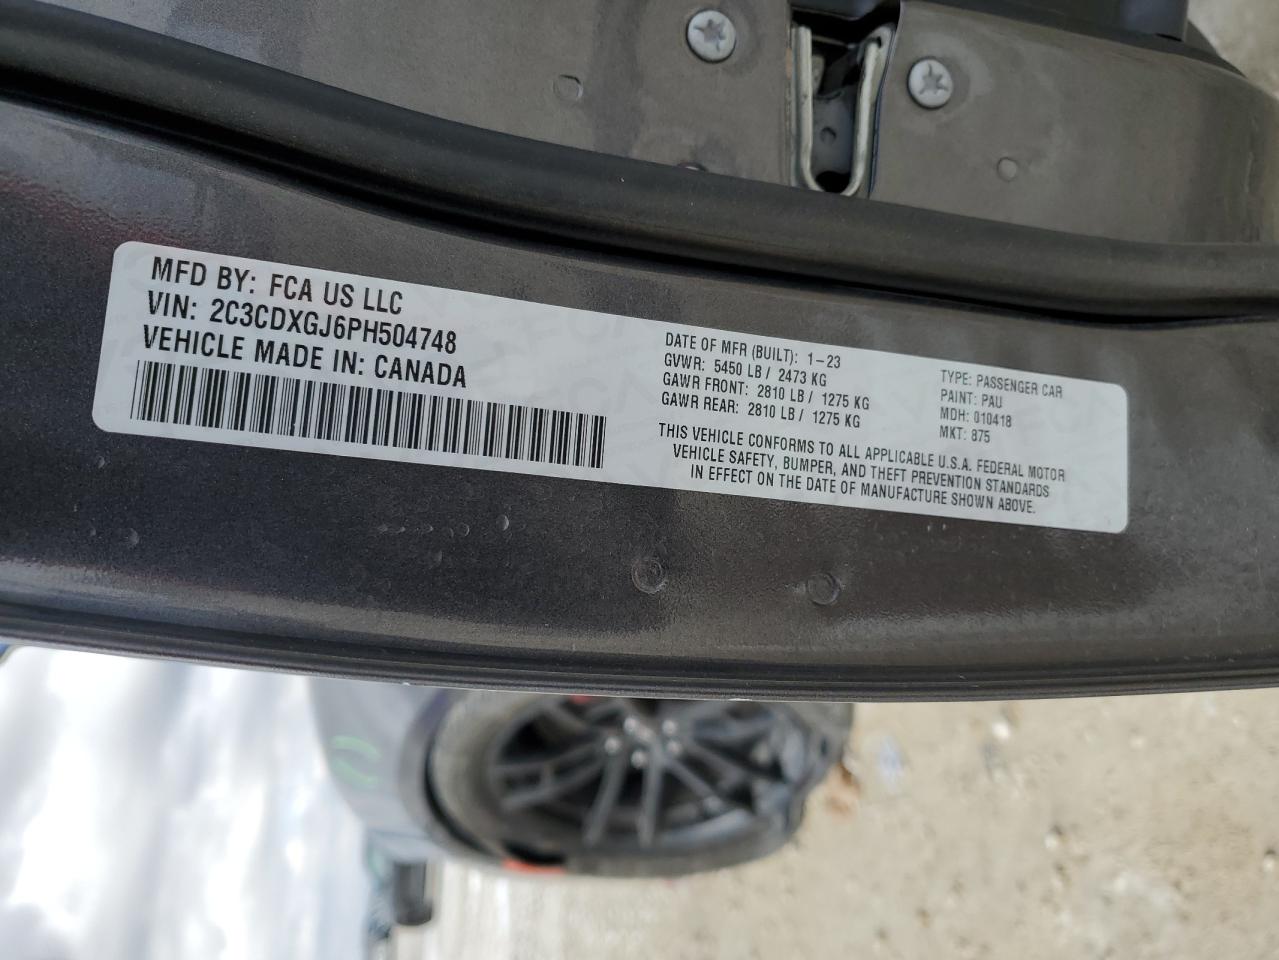 MFD BY: FCA US LLC
VIN: 2C3CDXGJ6PH504748
VEHICLE MADE IN: CANADA
DATE OF MFR (BUILT): 1-23
GVWR: 5450 LB / 2473 KG
GAWR FRONT: 2810 LB / 1275 KG
GAWR REAR: 2810 LB / 1275 KG
TYPE: PASSENGER CAR
PAINT: PAU
MDH: 010418
MKT: 875
THIS VEHICLE CONFORMS TO ALL APPLICABLE U.S.A. FEDERAL MOTOR
VEHICLE SAFETY, BUMPER, AND THEFT PREVENTION STANDARDS
IN EFFECT ON THE DATE OF MANUFACTURE SHOWN ABOVE.